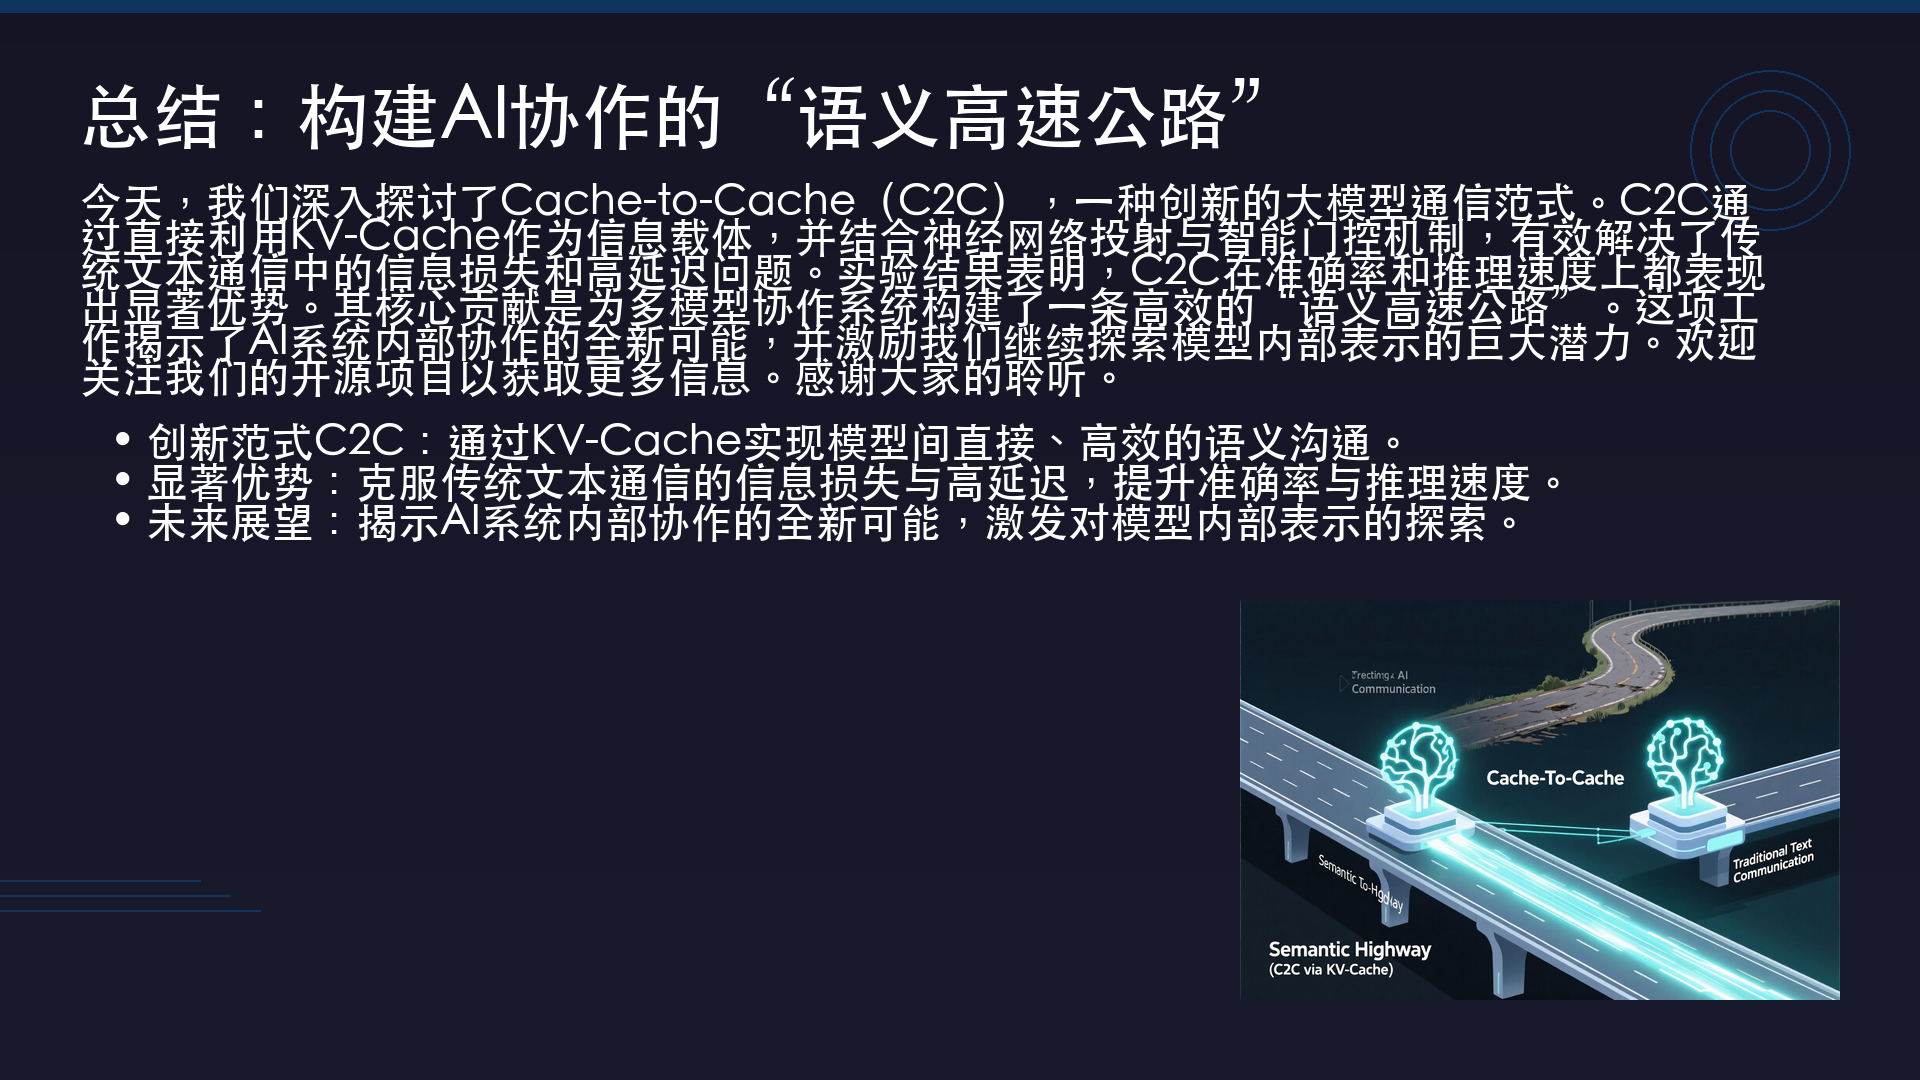 总结：构建AI协作的“语义高速公路”
今天，我们深入探讨了Cache-to-Cache（C2C），一种创新的大模型通信范式。C2C通
过直接利用KV-Cache作为信息载体，并结合神经网络投射与智能门控机制，有效解决了传
统文本通信中的信息损失和高延迟问题。实验结果表明，C2C在准确率和推理速度上都表现
出显著优势。其核心贡献是为多模型协作系统构建了一条高效的“语义高速公路”。这项工
作揭示了AI系统内部协作的全新可能，并激励我们继续探索模型内部表示的巨大潜力。欢迎
关注我们的开源项目以获取更多信息。感谢大家的聆听。
• 创新范式C2C：通过KV-Cache实现模型间直接、高效的语义沟通。
• 显著优势：克服传统文本通信的信息损失与高延迟，提升准确率与推理速度。
• 未来展望：揭示AI系统内部协作的全新可能，激发对模型内部表示的探索。
AI
Communication
Cache-To-Cache
Traditional Text
Communication
Semantic
Semantic Highway
(C2C via KV-Cache)